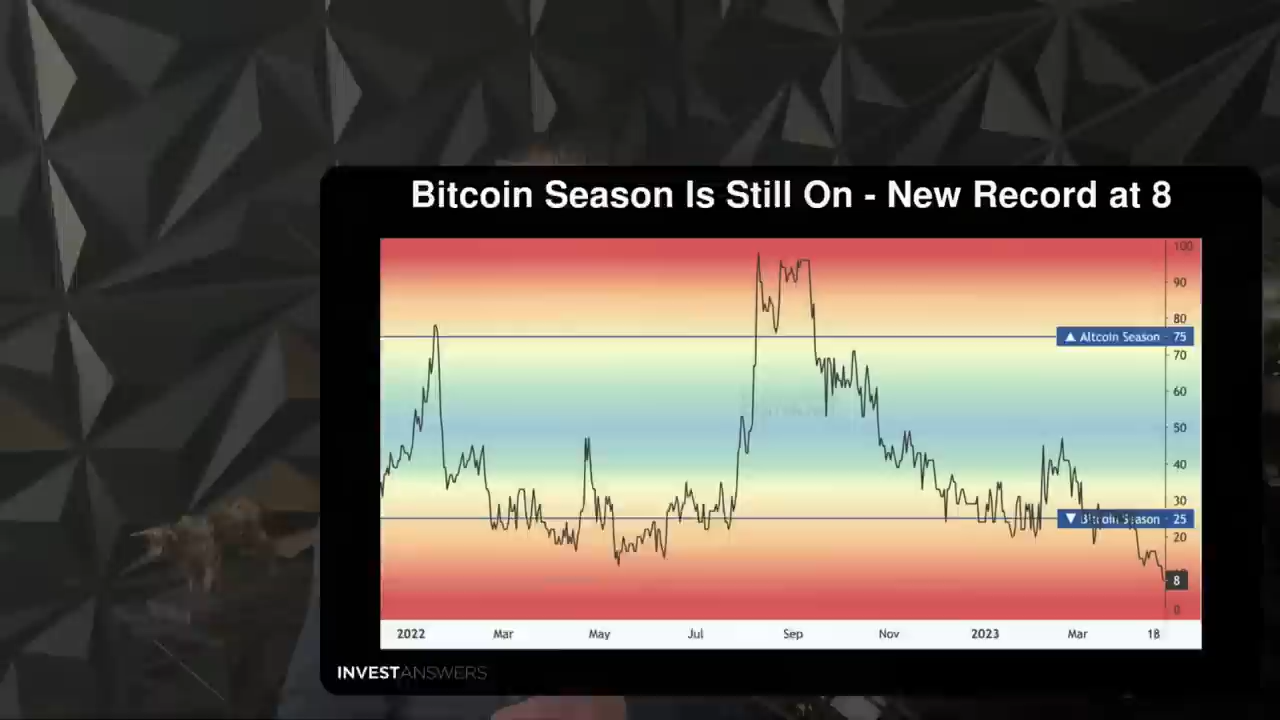 Bitcoin Season Is Still On - New Record at 8
100
90
80
▲ Altcoin Season - 75
70
60
50
40
30
▼ Bitcoin Season - 25
20
8
0
2022 Mar May Jul Sep Nov 2023 Mar 18
INVESTANSWERS